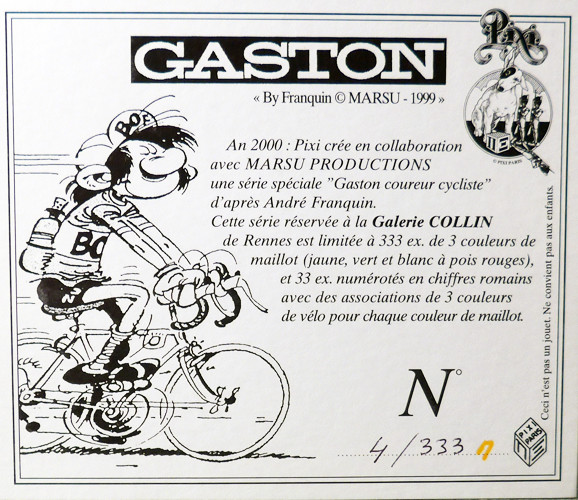 GASTON
« By Franquin © MARSU - 1999 »
Pixi
© PIXI PARIS
BOF
BOF
N
An 2000 : Pixi crée en collaboration
avec MARSU PRODUCTIONS
une série spéciale "Gaston coureur cycliste"
d'après André Franquin.
Cette série réservée à la Galerie COLLIN
de Rennes est limitée à 333 ex. de 3 couleurs de
maillot (jaune, vert et blanc à pois rouges),
et 33 ex. numérotés en chiffres romains
avec des associations de 3 couleurs
de vélo pour chaque couleur de maillot.
N°
4/333
PIXI
PARIS
Ceci n'est pas un jouet. Ne convient pas aux enfants.